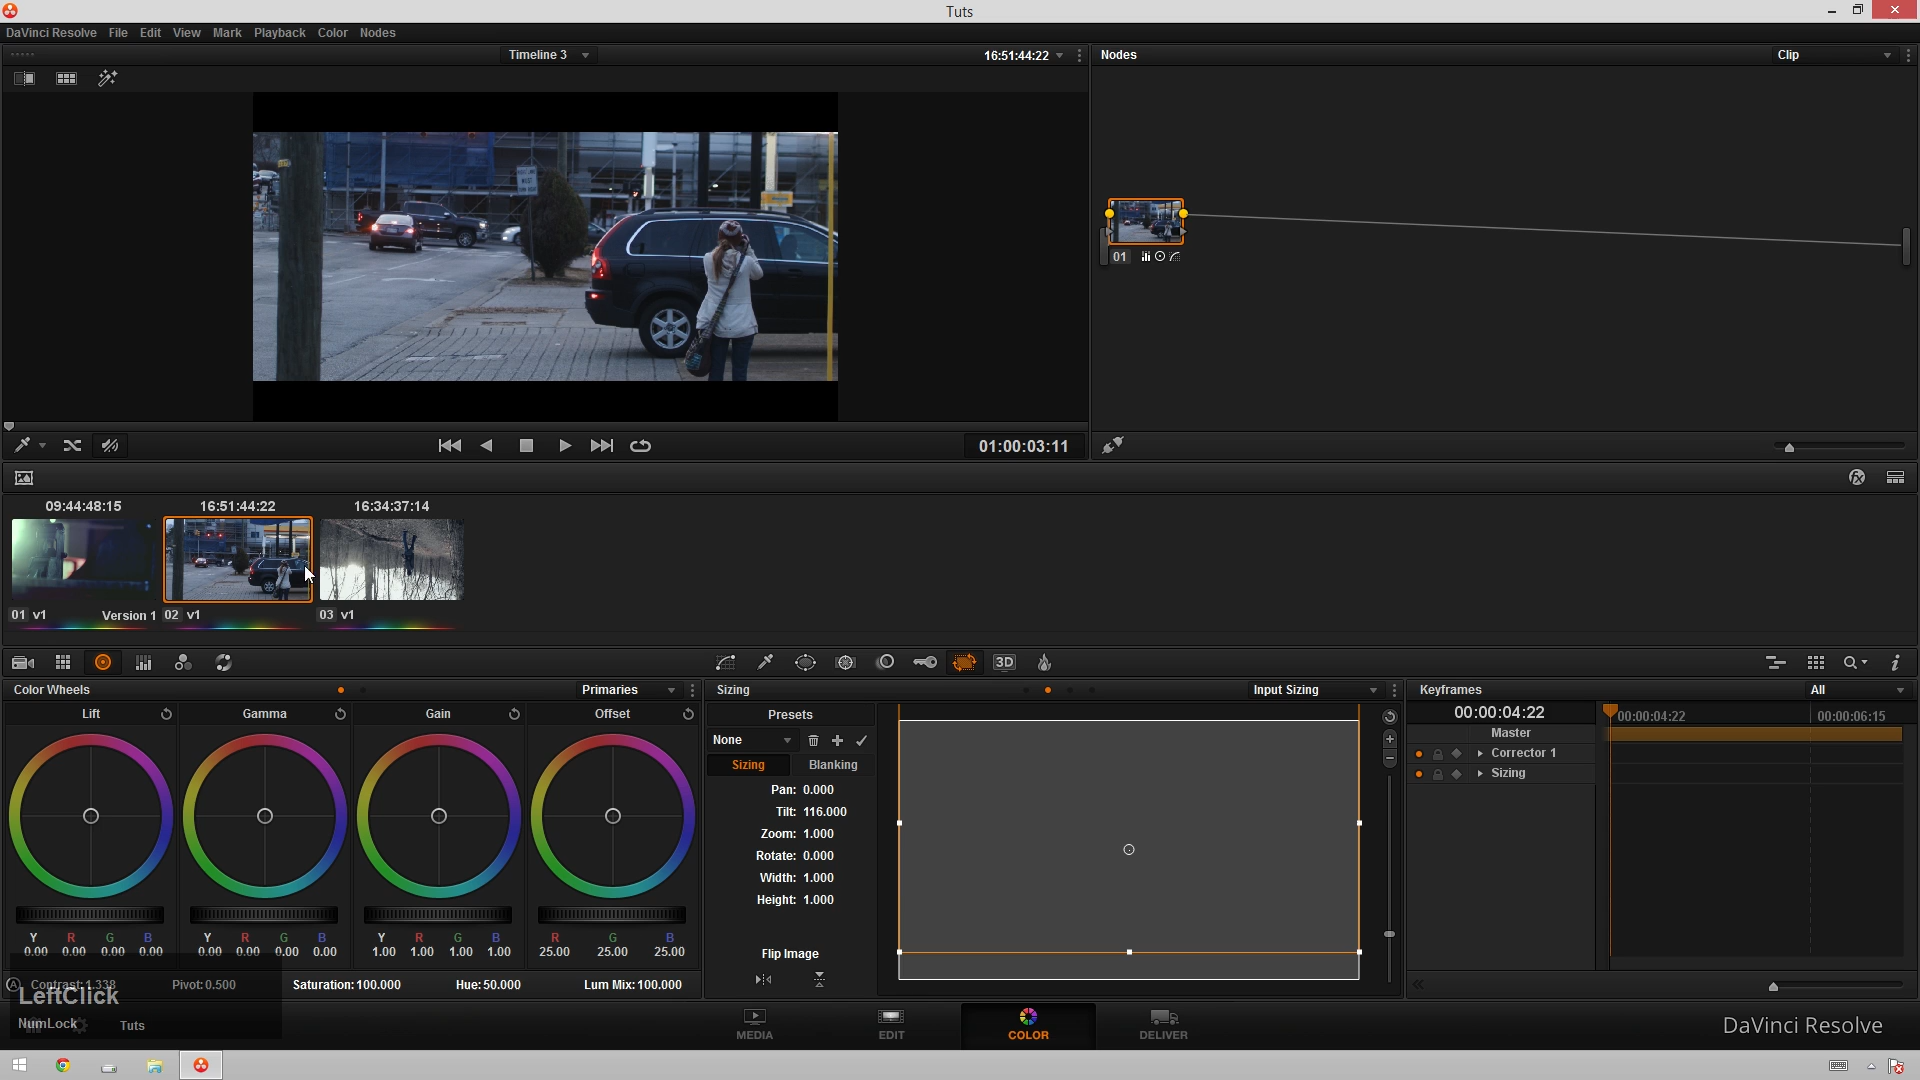 Tuts
DaVinci Resolve File Edit View Mark Playback Color Nodes
Timeline 3
16:51:44:22
Nodes
Clip
01
01:00:03:11
09:44:48:15
16:51:44:22
16:34:37:14
01 v1
Version 1
02 v1
03 v1
3D
Color Wheels
Primaries
Sizing
Input Sizing
Keyframes
All
Lift
Gamma
Gain
Offset
Presets
None
Sizing
Blanking
Pan: 0.000
Tilt: 116.000
Zoom: 1.000
Rotate: 0.000
Width: 1.000
Height: 1.000
Flip Image
00:00:04:22
00:00:04:22
00:00:06:15
Master
Corrector 1
Sizing
Y R G B
0.00 0.00 0.00 0.00
Y R G B
0.00 0.00 0.00 0.00
Y R G B
1.00 1.00 1.00 1.00
R G B
25.00 25.00 25.00
A
Contrast: 1.338
Pivot: 0.500
Saturation: 100.000
Hue: 50.000
Lum Mix: 100.000
LeftClick
NumLock
Tuts
MEDIA
EDIT
COLOR
DELIVER
DaVinci Resolve